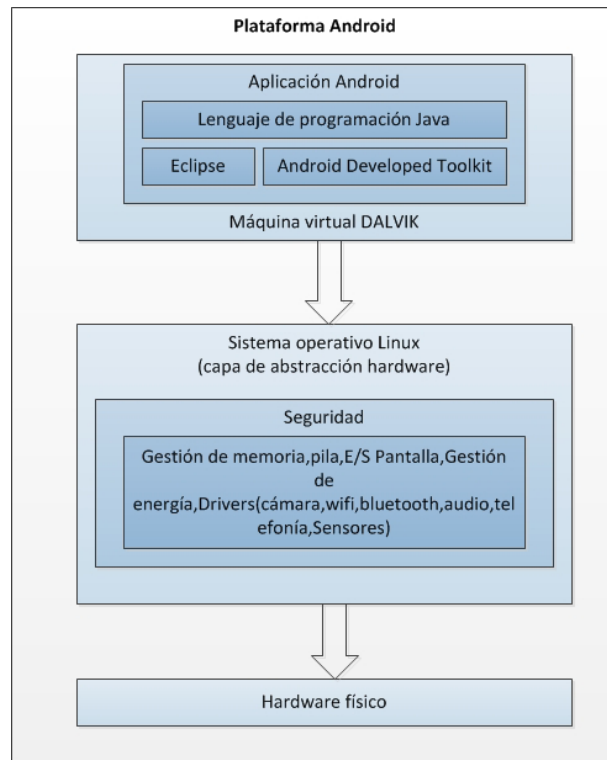 Plataforma Android
Aplicación Android
Lenguaje de programación Java
Eclipse
Android Developed Toolkit
Máquina virtual DALVIK
Sistema operativo Linux
(capa de abstracción hardware)
Seguridad
Gestión de memoria,pila,E/S Pantalla,Gestión
de
energía,Drivers(cámara,wifi,bluetooth,audio,tel
efonía,Sensores)
Hardware físico